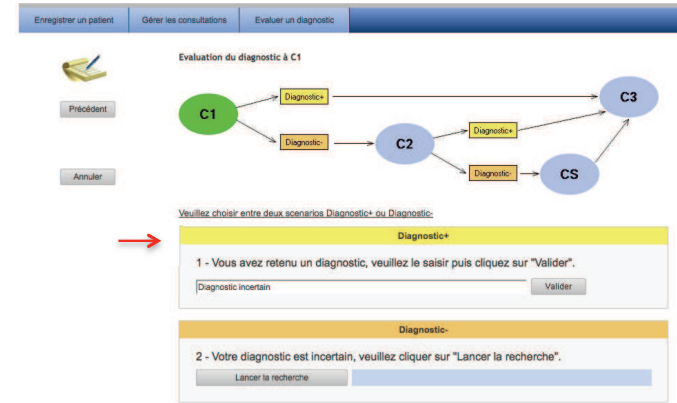 Enregistrer un patient Gérer les consultations Evaluer un diagnostic
Evaluation du diagnostic à C1
Précédent
Annuler
C1
Diagnostic+
Diagnostic-
C2
Diagnostic+
Diagnostic-
CS
C3
Veuillez choisir entre deux scenarios Diagnostic+ ou Diagnostic-
Diagnostic+
1 - Vous avez retenu un diagnostic, veuillez le saisir puis cliquez sur "Valider".
Diagnostic incertain Valider
Diagnostic-
2 - Votre diagnostic est incertain, veuillez cliquer sur "Lancer la recherche".
Lancer la recherche